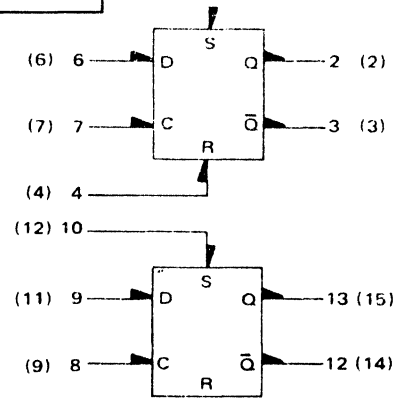 S
(6) 6 D Q 2 (2)
(7) 7 C Q̅ 3 (3)
R
(4) 4
(12) 10
S
(11) 9 D Q 13 (15)
(9) 8 C Q̅ 12 (14)
R